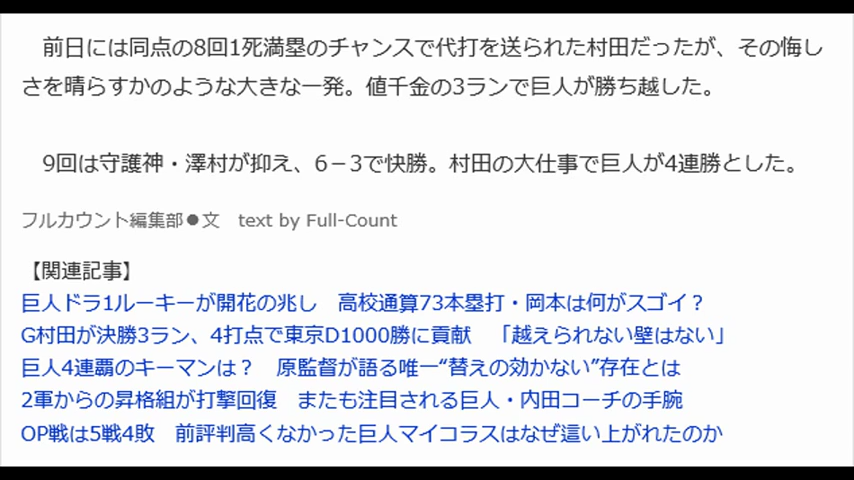 前日には同点の8回1死満塁のチャンスで代打を送られた村田だったが、その悔し
さを晴らすかのような大きな一発。値千金の3ランで巨人が勝ち越した。
9回は守護神・澤村が抑え、6－3で快勝。村田の大仕事で巨人が4連勝とした。
フルカウント編集部●文　text by Full-Count
【関連記事】
巨人ドラ1ルーキーが開花の兆し　高校通算73本塁打・岡本は何がスゴイ？
G村田が決勝3ラン、4打点で東京D1000勝に貢献　「越えられない壁はない」
巨人4連覇のキーマンは？　原監督が語る唯一“替えの効かない”存在とは
2軍からの昇格組が打撃回復　またも注目される巨人・内田コーチの手腕
OP戦は5戦4敗　前評判高くなかった巨人マイコラスはなぜ這い上がれたのか